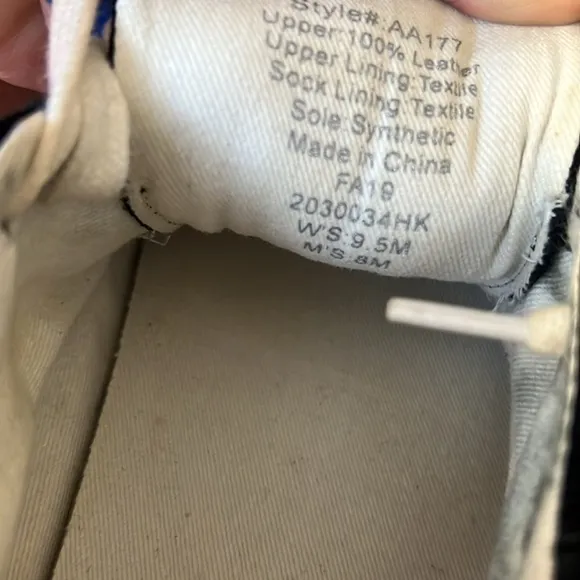 Style# AA177
Upper:100% Leather
Upper Lining:Textile
Sock Lining:Textile
Sole:Synthetic
Made in China
FA19
2030034HK
W'S:9.5M
M'S:8M